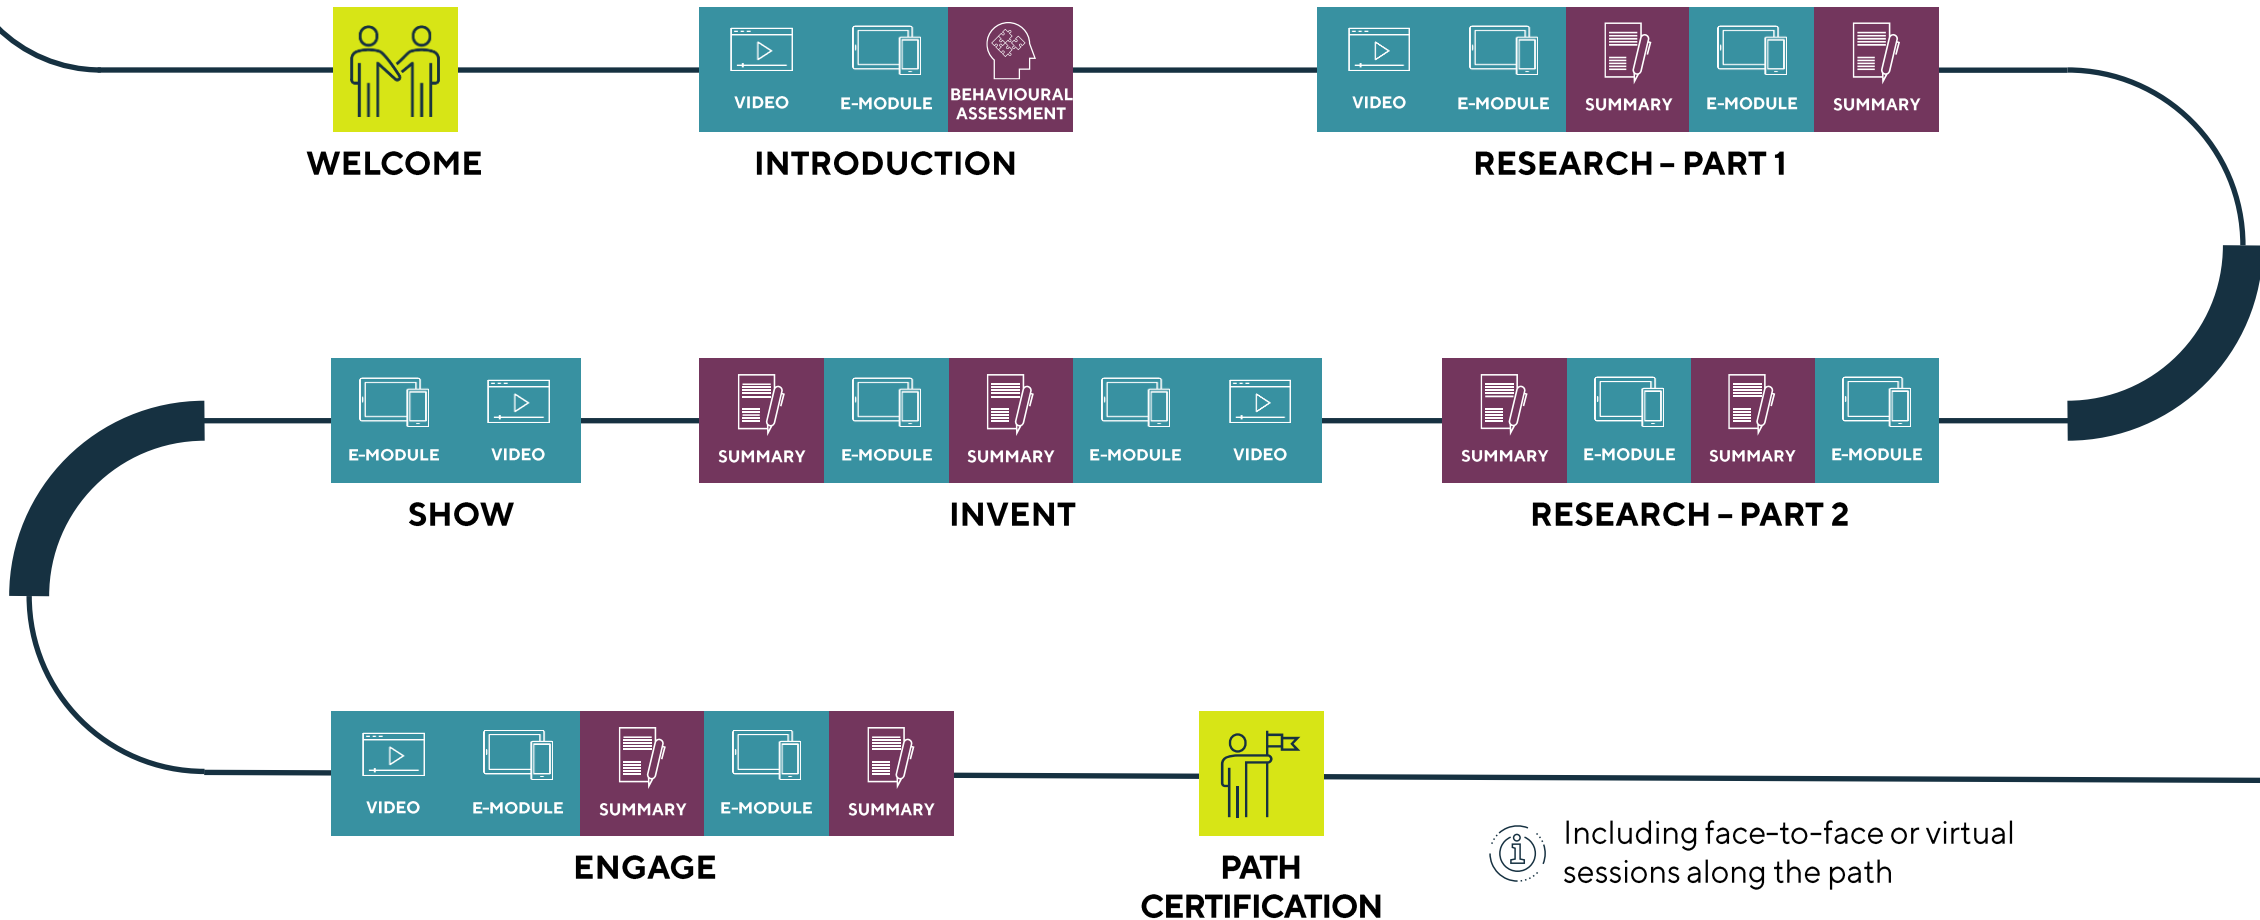 VIDEO
E-MODULE
BEHAVIOURAL
ASSESSMENT
VIDEO
E-MODULE
SUMMARY
E-MODULE
SUMMARY
WELCOME
INTRODUCTION
RESEARCH – PART 1
E-MODULE
VIDEO
SUMMARY
E-MODULE
SUMMARY
E-MODULE
VIDEO
SUMMARY
E-MODULE
SUMMARY
E-MODULE
SHOW
INVENT
RESEARCH – PART 2
VIDEO
E-MODULE
SUMMARY
E-MODULE
SUMMARY
ENGAGE
PATH
CERTIFICATION
Including face-to-face or virtual
sessions along the path